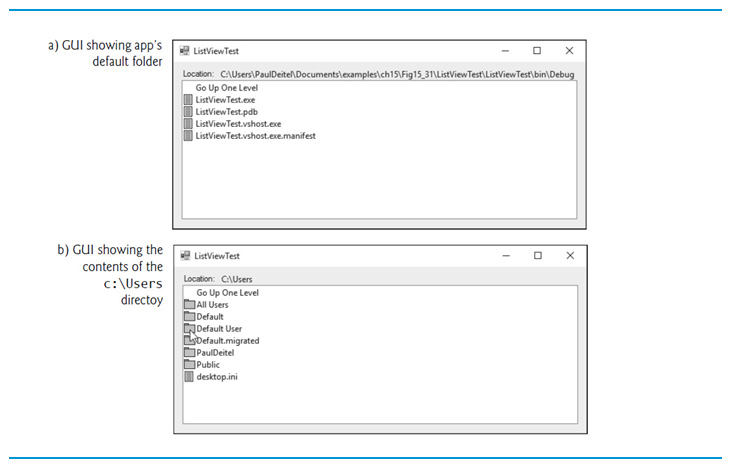 a) GUI showing app's
default folder
ListViewTest
Location: C:\Users\PaulDeitel\Documents\examples\ch15\Fig15_31\ListViewTest\ListViewTest\bin\Debug
Go Up One Level
ListViewTest.exe
ListViewTest.pdb
ListViewTest.vshost.exe
ListViewTest.vshost.exe.manifest
b) GUI showing the
contents of the
c:\Users
directoy
ListViewTest
Location: C:\Users
Go Up One Level
All Users
Default
Default User
Default.migrated
PaulDeitel
Public
desktop.ini